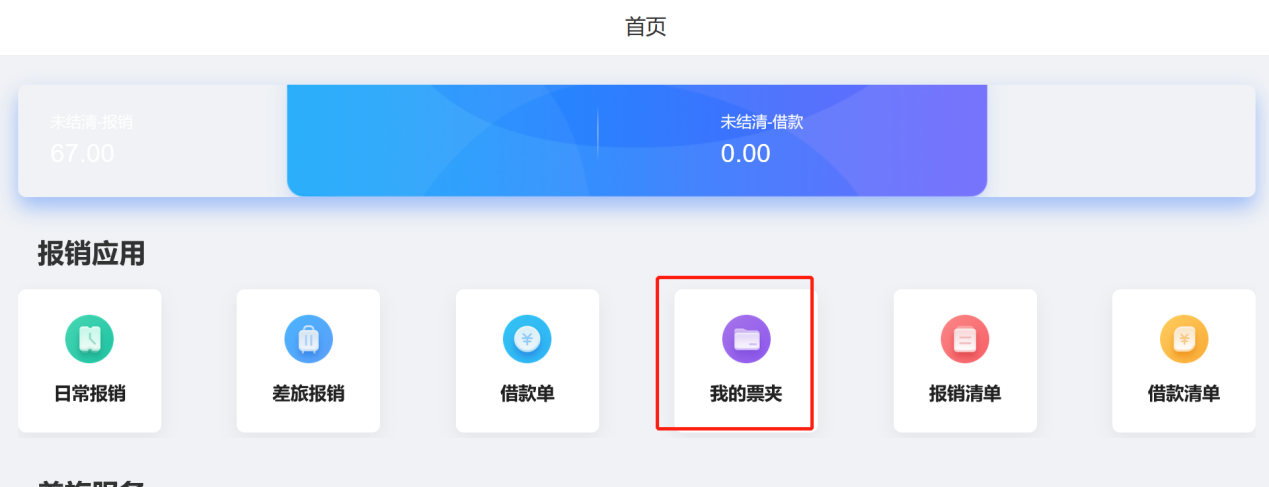 首页
未结清-报销
67.00
未结清-借款
0.00
报销应用
日常报销
差旅报销
借款单
我的票夹
报销清单
借款清单